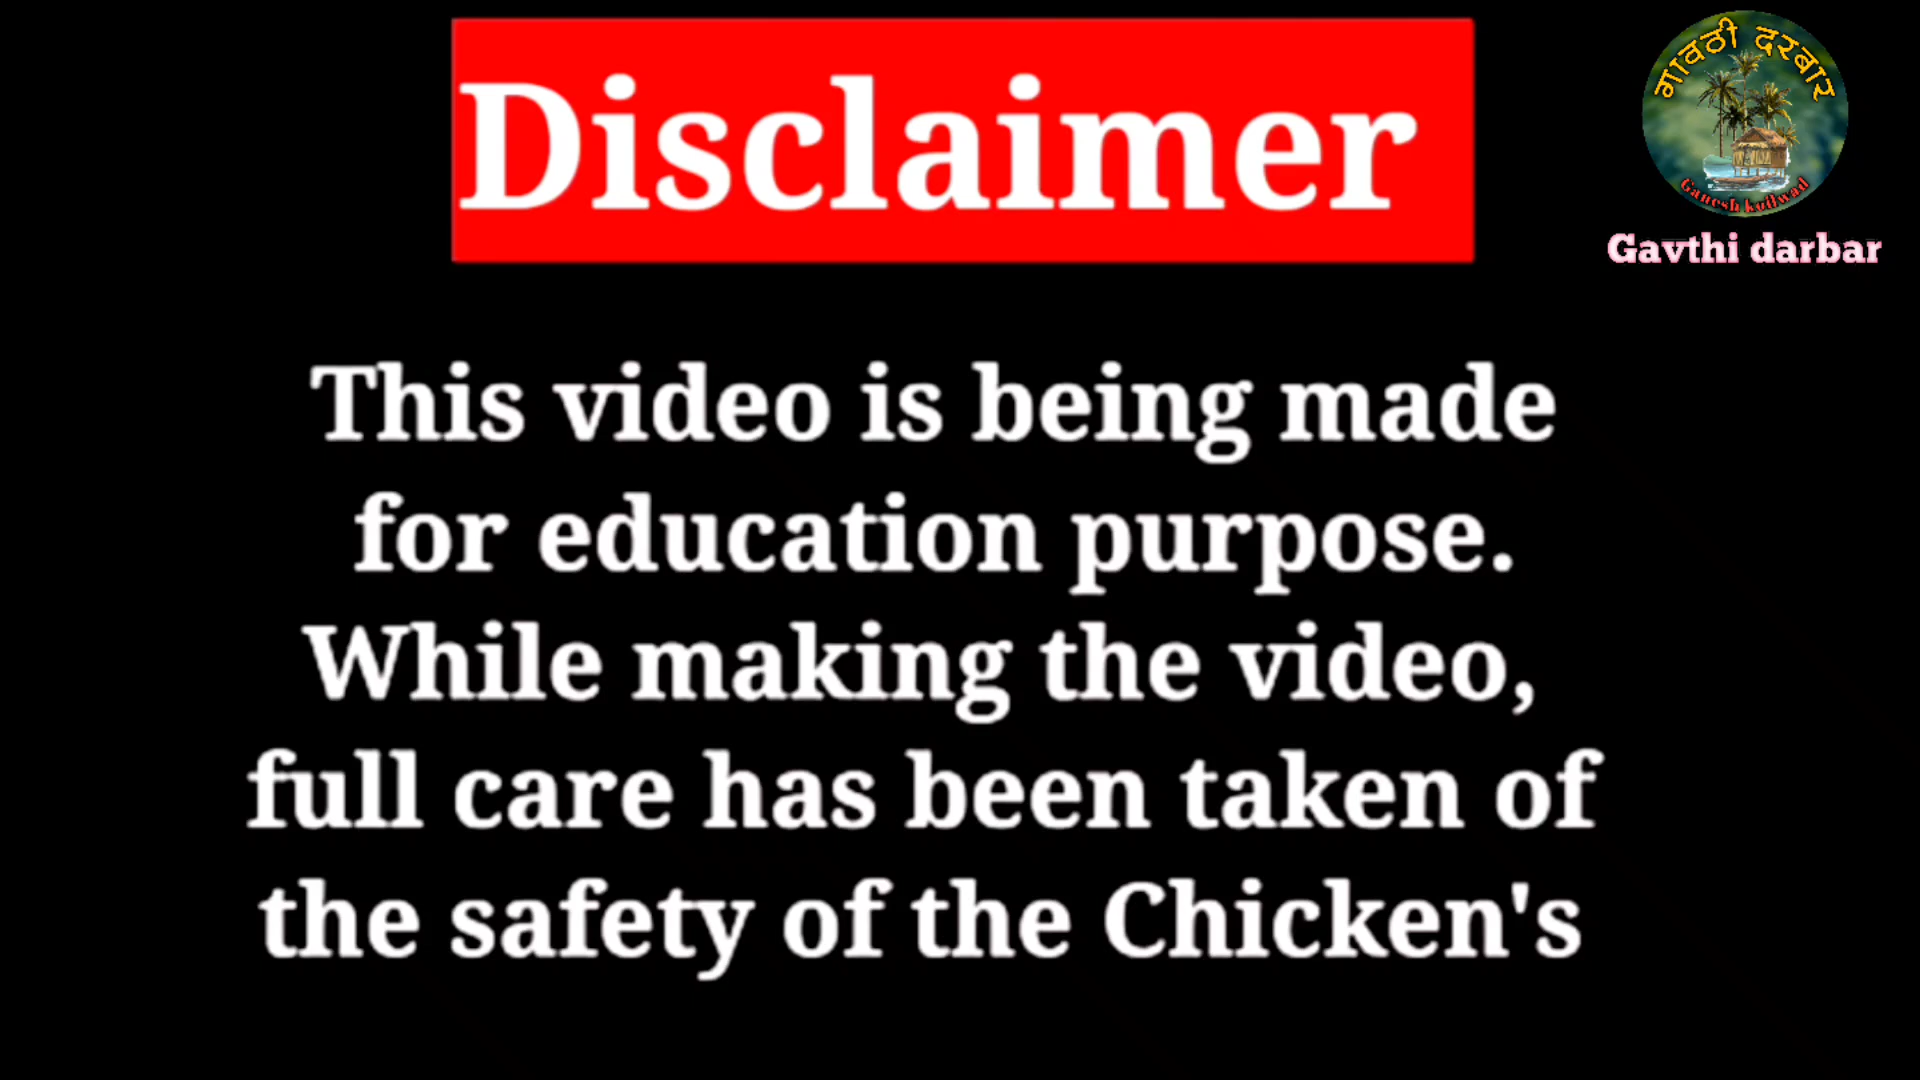 Disclaimer
गावठी दरबार
Gavthi darbar
This video is being made
for education purpose.
While making the video,
full care has been taken of
the safety of the Chicken's